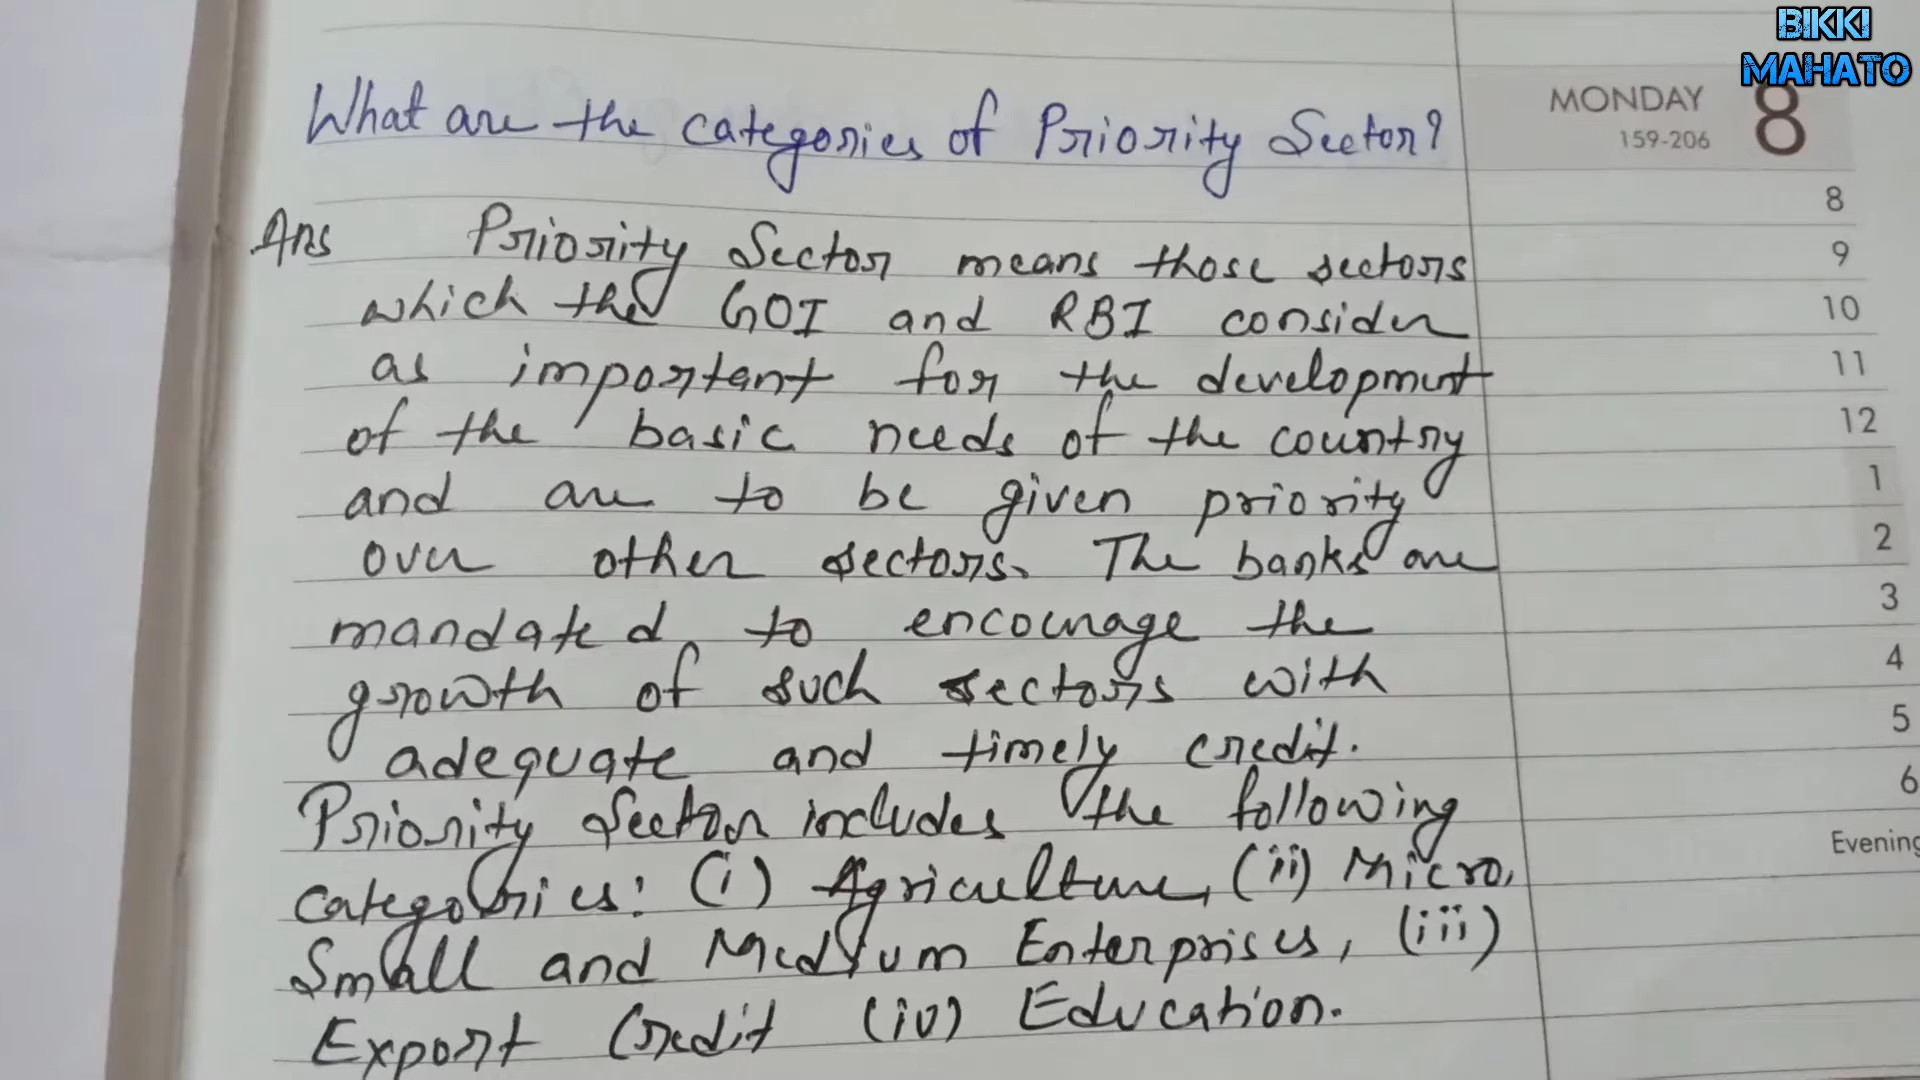 BIKKI
MAHATO
MONDAY
159-206
8
What are the categories of Priority Sector?
Ans Priority Sector means those sectors
which the GOI and RBI consider
as important for the development
of the basic needs of the country
and are to be given priority
over other sectors. The banks are
mandated to encourage the
growth of such sectors with
adequate and timely credit.
Priority Sector includes the following
categories: (i) Agriculture, (ii) Micro,
Small and Medium Enterprises, (iii)
Export Credit (iv) Education.
8
9
10
11
12
1
2
3
4
5
6
Evening